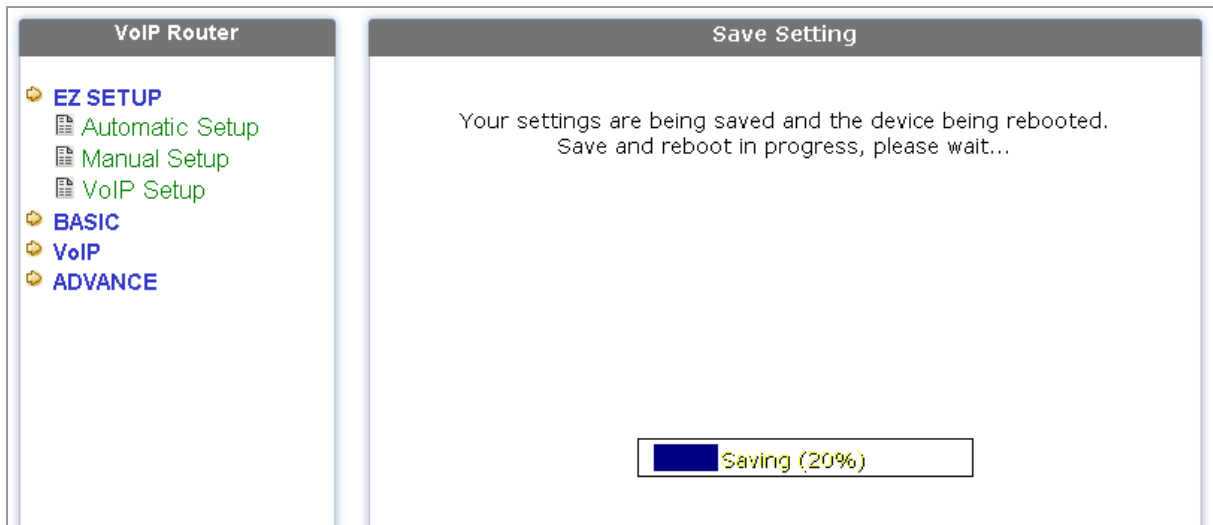 VoIP Router
EZ SETUP
Automatic Setup
Manual Setup
VoIP Setup
BASIC
VoIP
ADVANCE
Save Setting
Your settings are being saved and the device being rebooted.
Save and reboot in progress, please wait...
Saving (20%)